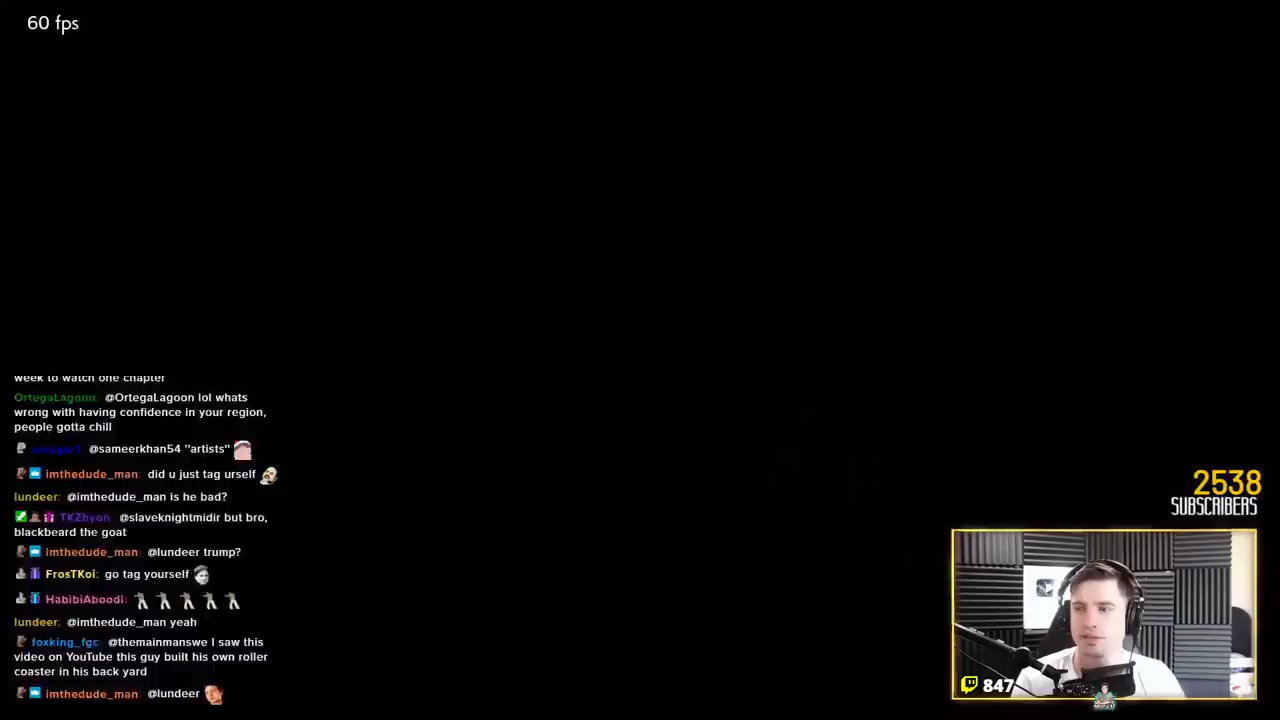 60 fps
week to watch one chapter
OrtegaLagoon: @OrtegaLagoon lol whats
wrong with having confidence in your region,
people gotta chill
@sameerkhan54 "artists"
imthedude_man: did u just tag urself
lundeer: @imthedude_man is he bad?
TKZhyon @slaveknightmidir but bro,
blackbeard the goat
imthedude_man: @lundeer trump?
FrosTKoi: go tag yourself
HabibiAboodi:
lundeer: @imthedude_man yeah
foxking_fgc: @themainmanswe I saw this
video on YouTube this guy built his own roller
coaster in his back yard
imthedude_man @lundeer
2538
SUBSCRIBERS
847